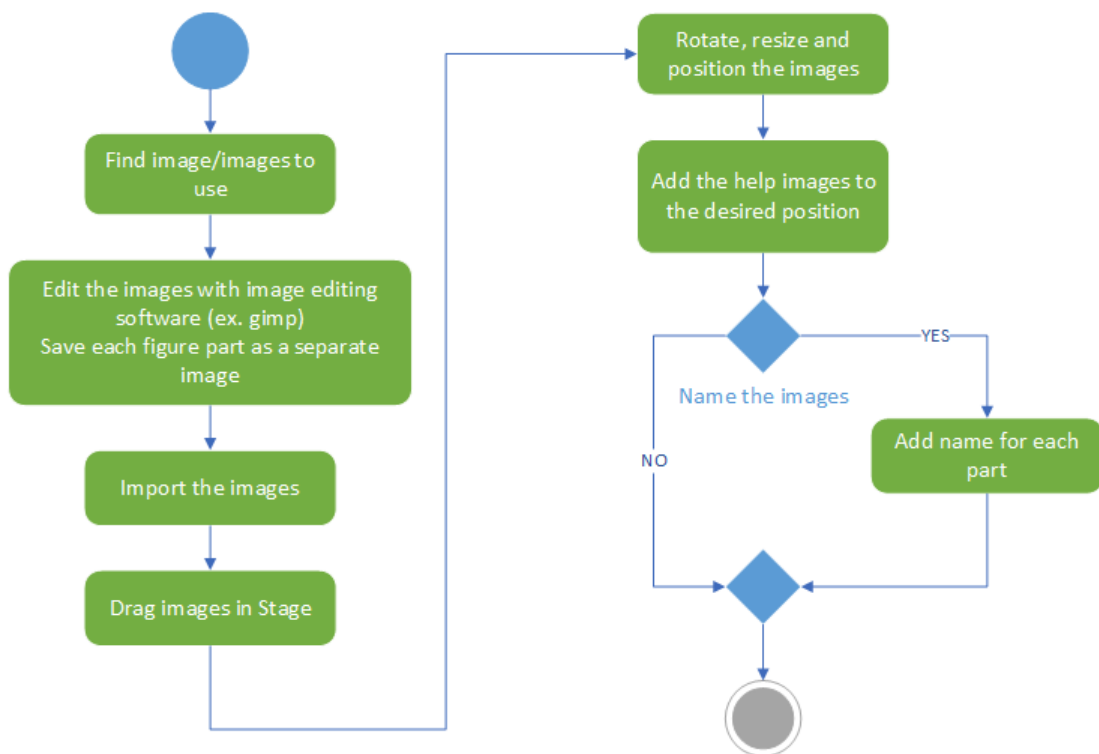 Find image/images to
use
Edit the images with image editing
software (ex. gimp)
Save each figure part as a separate
image
Import the images
Drag images in Stage
Rotate, resize and
position the images
Add the help images to
the desired position
YES
Name the images
Add name for each
part
NO